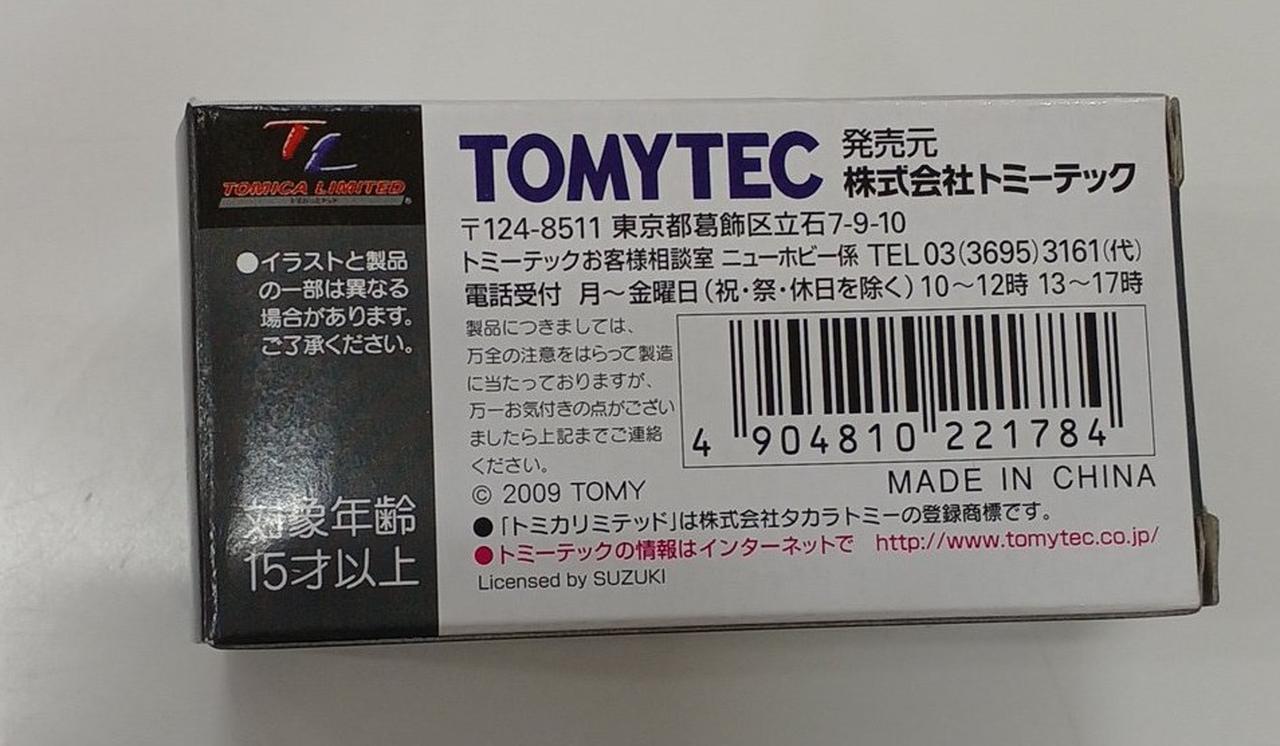 TL
TOMICA LIMITED
●イラストと製品
の一部は異なる
場合があります。
ご了承ください。
対象年齢
15才以上
TOMYTEC
発売元
株式会社トミーテック
〒124-8511 東京都葛飾区立石7-9-10
トミーテックお客様相談室 ニューホビー係 TEL 03(3695)3161(代)
電話受付 月〜金曜日(祝・祭・休日を除く) 10〜12時 13〜17時
製品につきましては、
万全の注意をはらって製造
に当たっておりますが、
万一お気付きの点がござい
ましたら上記までご連絡
ください。
4 904810 221784
© 2009 TOMY
MADE IN CHINA
●「トミカリミテッド」は株式会社タカラトミーの登録商標です。
●トミーテックの情報はインターネットで http://www.tomytec.co.jp/
Licensed by SUZUKI